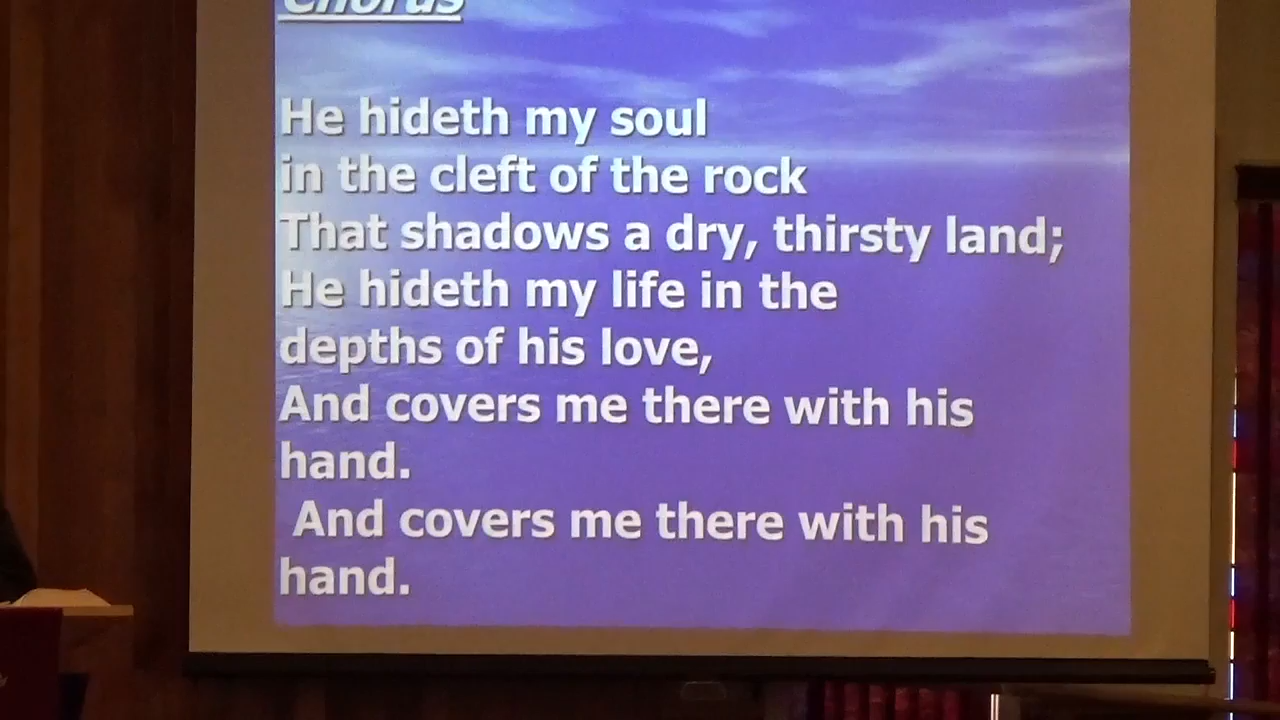 Chorus
He hideth my soul
in the cleft of the rock
That shadows a dry, thirsty land;
He hideth my life in the
depths of his love,
And covers me there with his
hand.
And covers me there with his
hand.